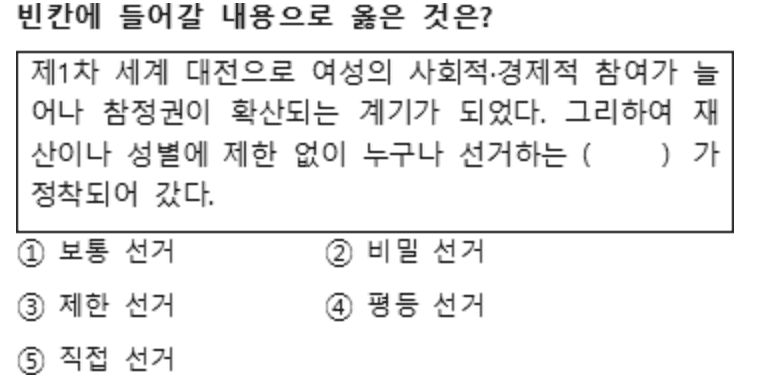 빈칸에 들어갈 내용으로 옳은 것은?
제1차 세계 대전으로 여성의 사회적·경제적 참여가 늘
어나 참정권이 확산되는 계기가 되었다. 그리하여 재
산이나 성별에 제한 없이 누구나 선거하는 (      ) 가
정착되어 갔다.
① 보통 선거 ② 비밀 선거
③ 제한 선거 ④ 평등 선거
⑤ 직접 선거